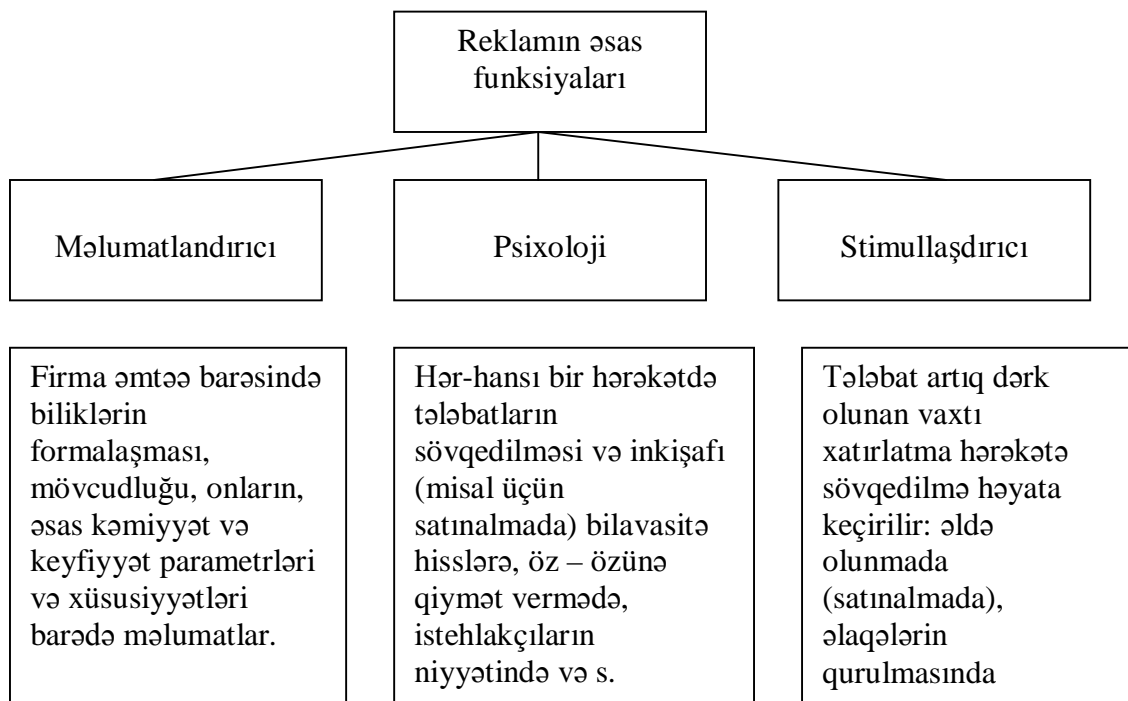 Reklamın əsas
funksiyaları
Məlumatlandırıcı
Psixoloji
Stimullaşdırıcı
Firma əmtəə barəsində
biliklərin
formalaşması,
mövcudluğu, onların,
əsas kəmiyyət və
keyfiyyət parametrləri
və xüsusiyyətləri
barədə məlumatlar.
Hər-hansı bir hərəkətdə
tələbatların
sövqedilməsi və inkişafı
(misal üçün
satınalmada) bilavasitə
hisslərə, öz – özünə
qiymət vermədə,
istehlakçıların
niyyətində və s.
Tələbat artıq dərk
olunan vaxtı
xatırlatma hərəkətə
sövqedilmə həyata
keçirilir: əldə
olunmada
(satınalmada),
əlaqələrin
qurulmasında